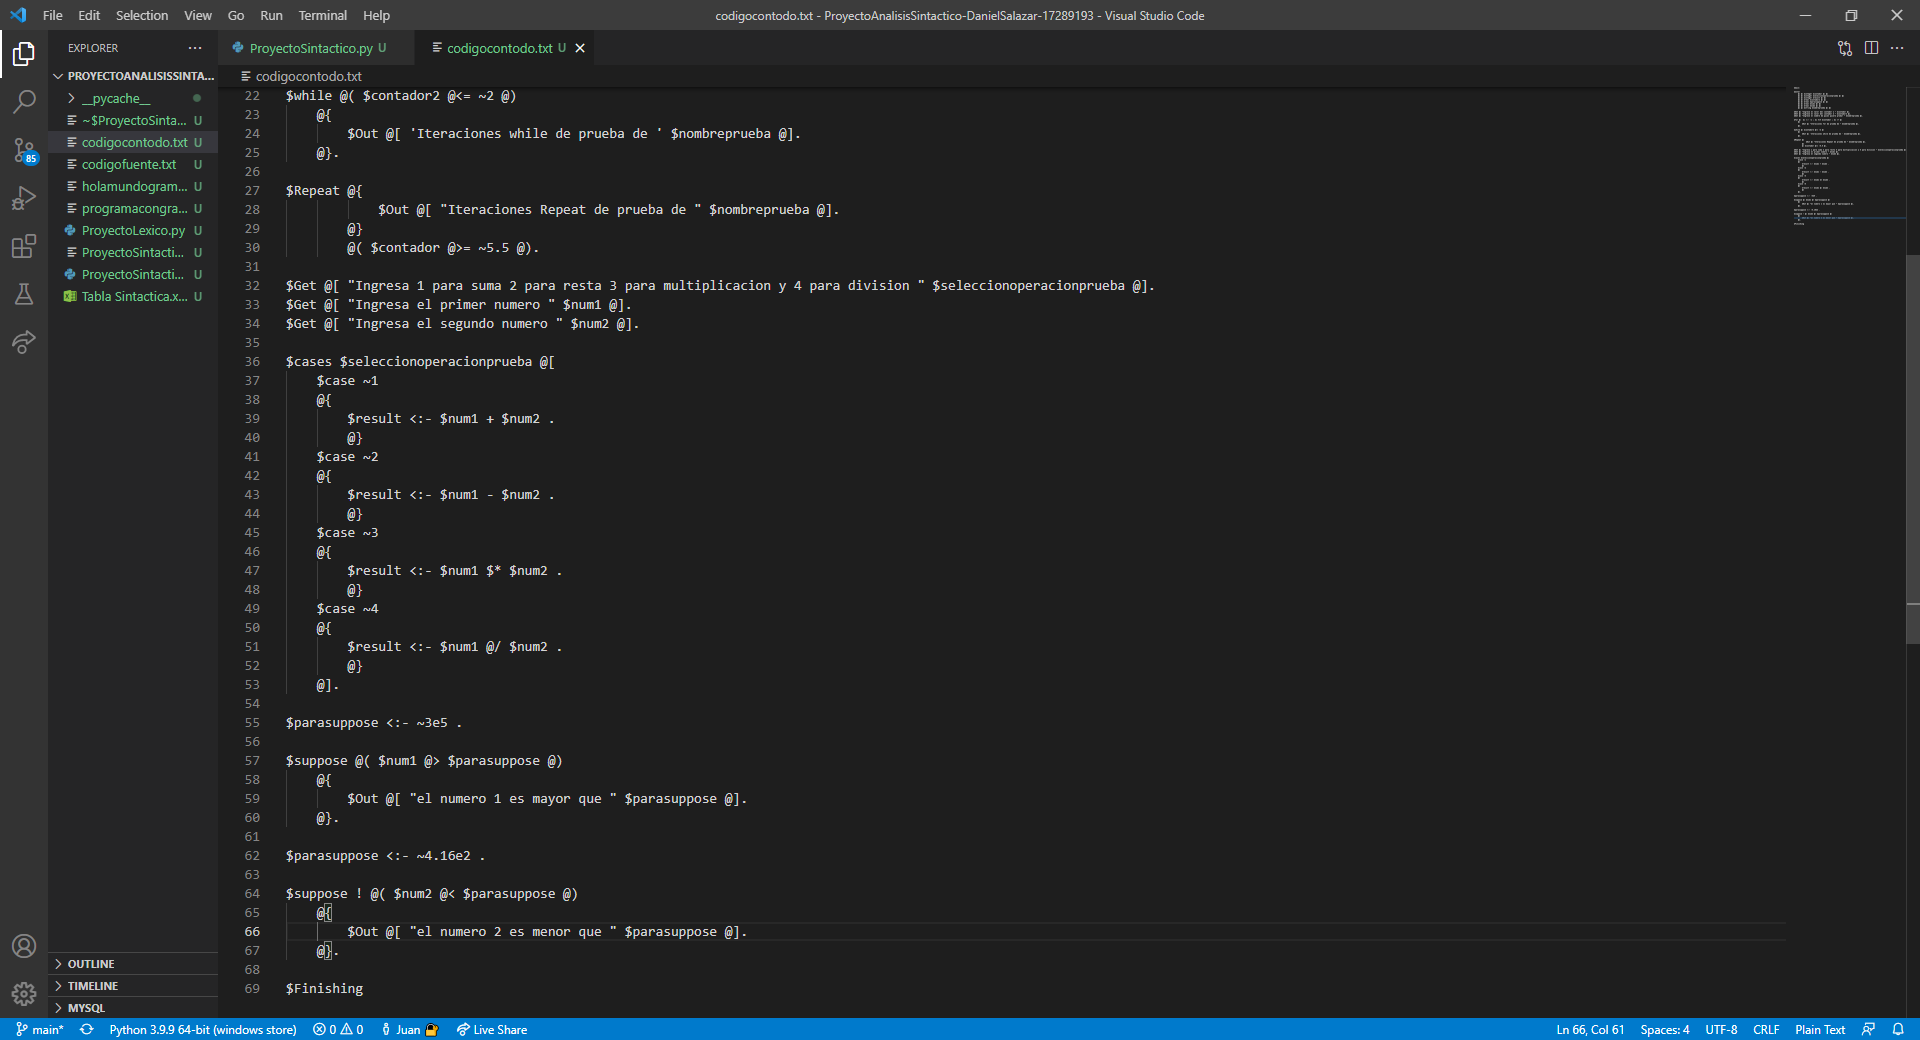 File Edit Selection View Go Run Terminal Help
codigocontodo.txt - ProyectoAnalisisSintactico-DanielSalazar-17289193 - Visual Studio Code
EXPLORER
PROYECTOANALISISSINTA...
__pycache__
~$ProyectoSinta... U
codigocontodo.txt U
codigofuente.txt U
holamundogram... U
programacongra... U
ProyectoLexico.py U
ProyectoSintacti... U
ProyectoSintacti... U
Tabla Sintactica.x... U
85
OUTLINE
TIMELINE
MYSQL
ProyectoSintactico.py U
codigocontodo.txt U
codigocontodo.txt
22 $while @( $contador2 @<= ~2 @)
23 @{
24 $Out @[ 'Iteraciones while de prueba de ' $nombreprueba @].
25 @}.
26
27 $Repeat @{
28 $Out @[ "Iteraciones Repeat de prueba de " $nombreprueba @].
29 @}
30 @( $contador @>= ~5.5 @).
31
32 $Get @[ "Ingresa 1 para suma 2 para resta 3 para multiplicacion y 4 para division " $seleccionoperacionprueba @].
33 $Get @[ "Ingresa el primer numero " $num1 @].
34 $Get @[ "Ingresa el segundo numero " $num2 @].
35
36 $cases $seleccionoperacionprueba @[
37 $case ~1
38 @{
39 $result <:- $num1 + $num2 .
40 @}
41 $case ~2
42 @{
43 $result <:- $num1 - $num2 .
44 @}
45 $case ~3
46 @{
47 $result <:- $num1 $* $num2 .
48 @}
49 $case ~4
50 @{
51 $result <:- $num1 @/ $num2 .
52 @}
53 @].
54
55 $parasuppose <:- ~3e5 .
56
57 $suppose @( $num1 @> $parasuppose @)
58 @{
59 $Out @[ "el numero 1 es mayor que " $parasuppose @].
60 @}.
61
62 $parasuppose <:- ~4.16e2 .
63
64 $suppose ! @( $num2 @< $parasuppose @)
65 @{
66 $Out @[ "el numero 2 es menor que " $parasuppose @].
67 @}.
68
69 $Finishing
main* Python 3.9.9 64-bit (windows store) 0 0 Juan Live Share
Ln 66, Col 61 Spaces: 4 UTF-8 CRLF Plain Text